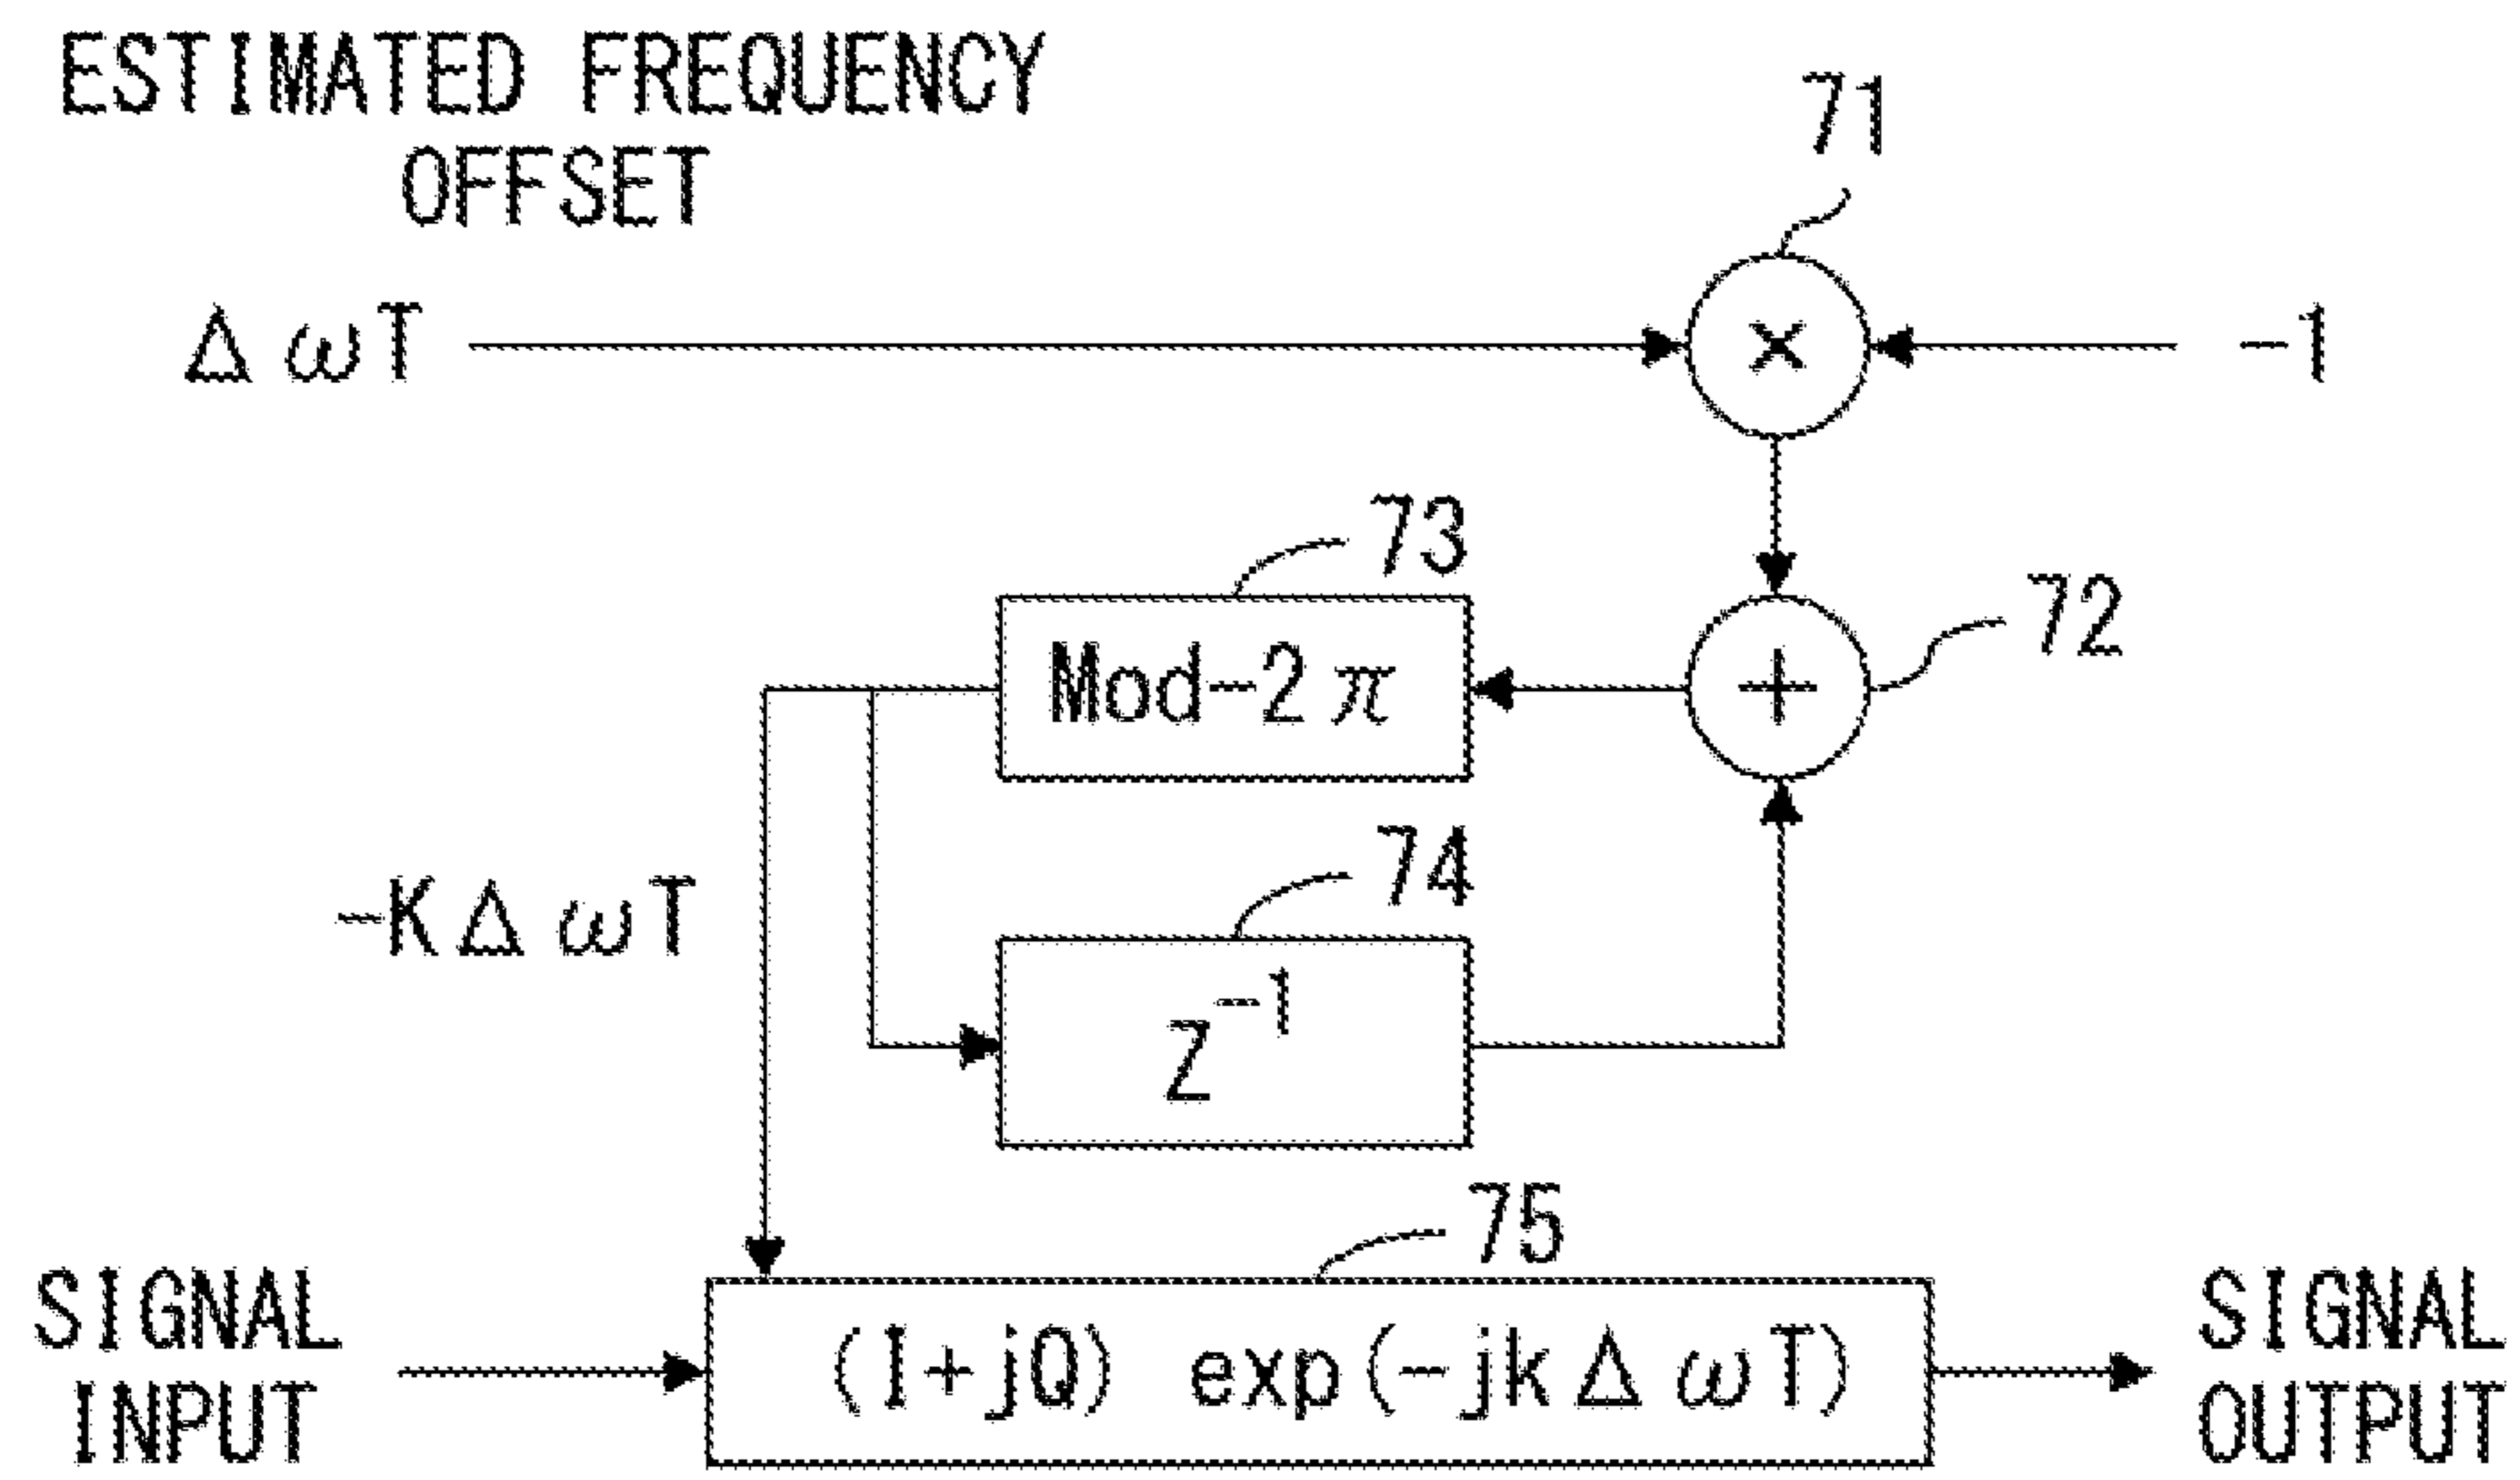 ESTIMATED FREQUENCY
OFFSET
71
ΔωT
×
-1
73
72
Mod-2π
+
74
-KΔωT
Z⁻¹
75
SIGNAL
INPUT
(I+jQ) exp(-jkΔωT)
SIGNAL
OUTPUT